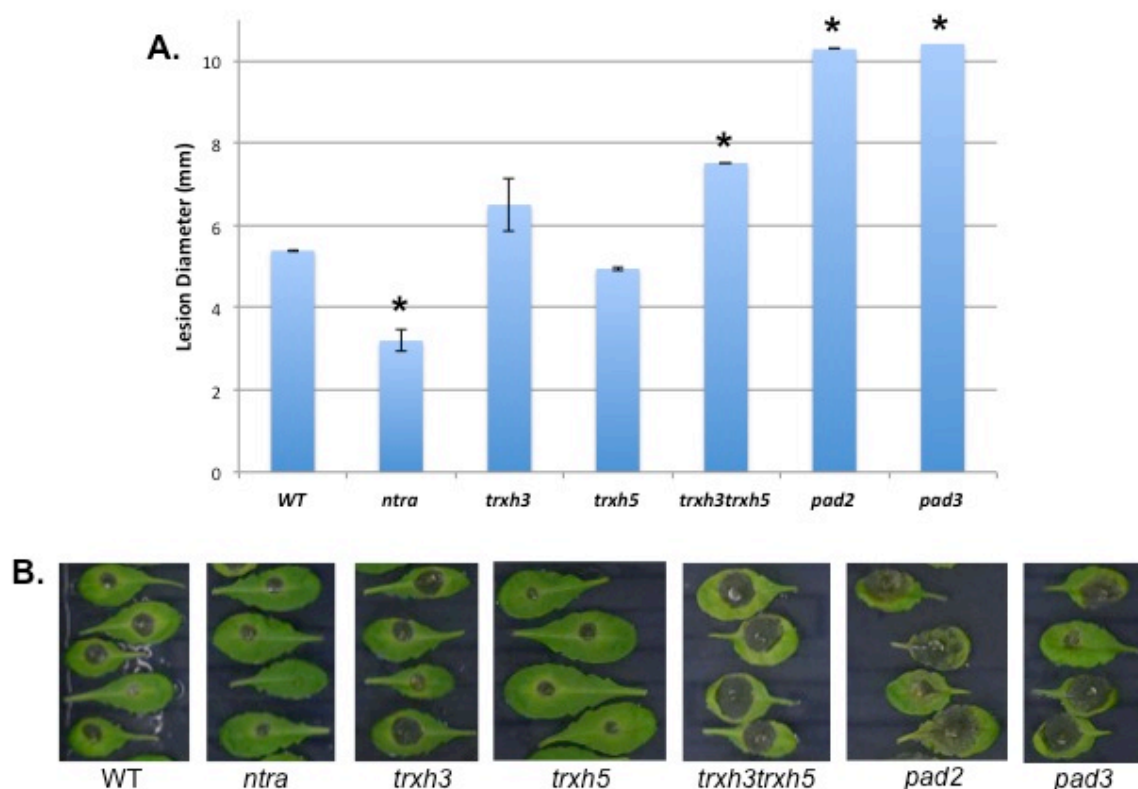 A.
Lesion Diameter (mm)
10
8
6
4
2
0
* * * *
WT ntra trxh3 trxh5 trxh3trxh5 pad2 pad3
B.
WT ntra trxh3 trxh5 trxh3trxh5 pad2 pad3